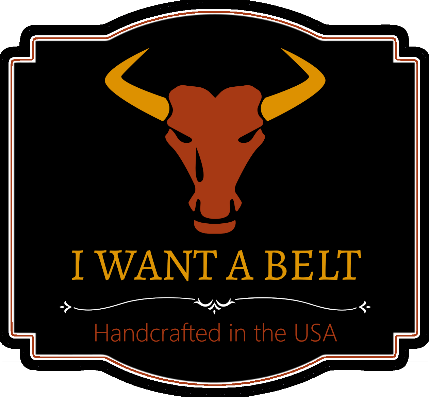 I WANT A BELT
Handcrafted in the USA